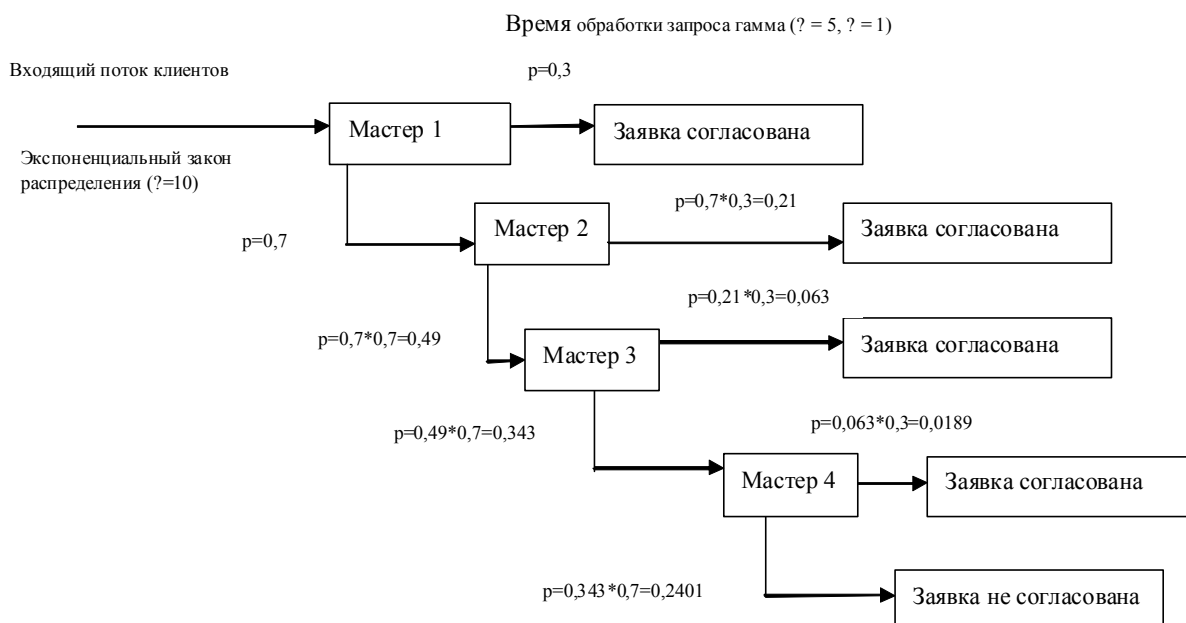 Время обработки запроса гамма (? = 5, ? = 1)
Входящий поток клиентов
p=0,3
Мастер 1
Заявка согласована
Экспоненциальный закон
распределения (?=10)
p=0,7*0,3=0,21
Мастер 2
Заявка согласована
p=0,7
p=0,21*0,3=0,063
p=0,7*0,7=0,49
Мастер 3
Заявка согласована
p=0,49*0,7=0,343
p=0,063*0,3=0,0189
Мастер 4
Заявка согласована
p=0,343*0,7=0,2401
Заявка не согласована